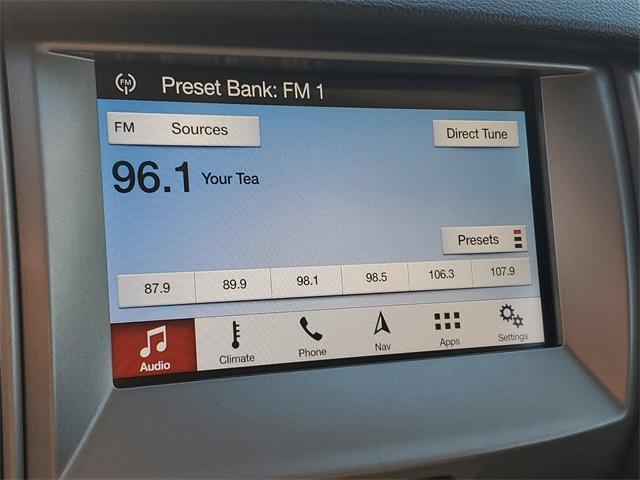 FM
Preset Bank: FM 1
FM Sources
Direct Tune
96.1 Your Tea
Presets
87.9 89.9 98.1 98.5 106.3 107.9
Audio Climate Phone Nav Apps Settings